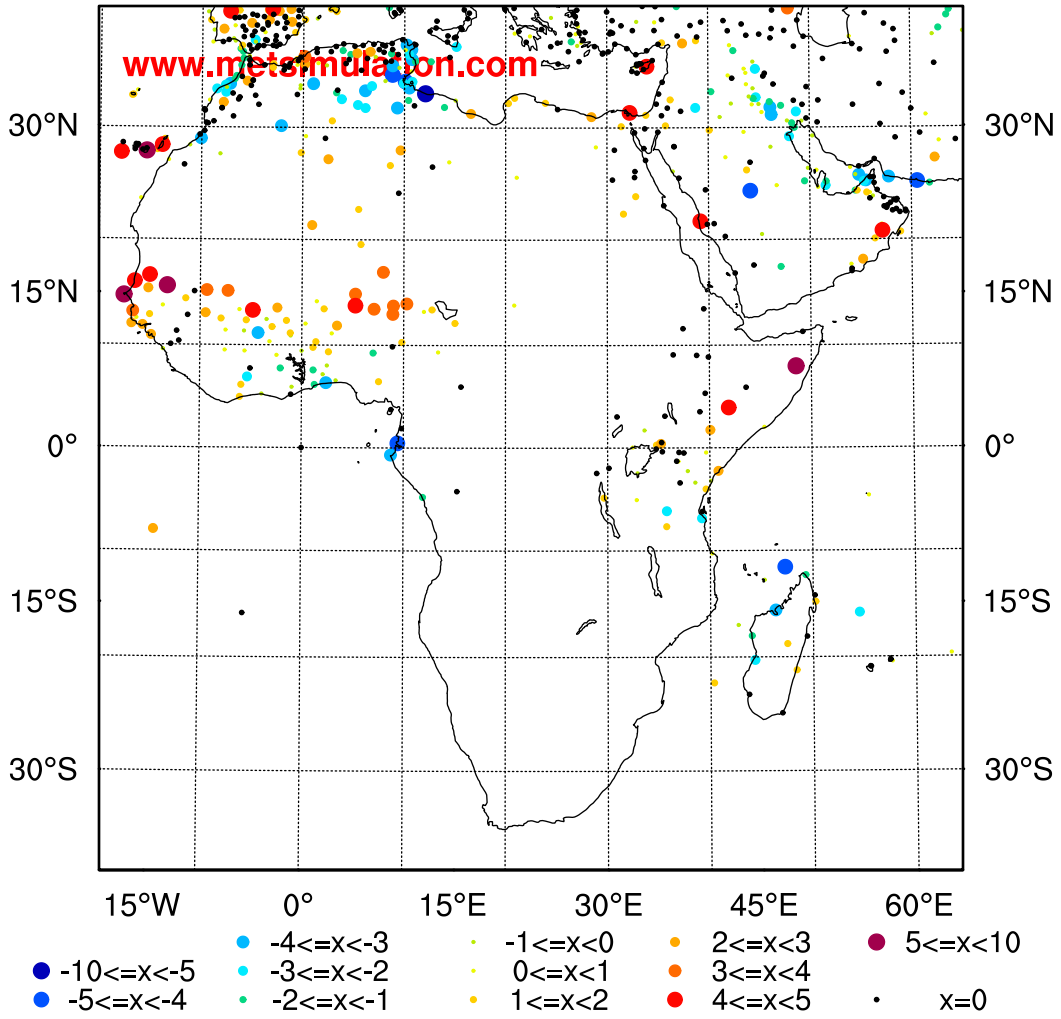 www.metsimulation.com
30°N 30°N
15°N 15°N
0° 0°
15°S 15°S
30°S 30°S
15°W 0° 15°E 30°E 45°E 60°E
-4<=x<-3 -1<=x<0 2<=x<3 5<=x<10
-10<=x<-5 -3<=x<-2 0<=x<1 3<=x<4
-5<=x<-4 -2<=x<-1 1<=x<2 4<=x<5 x=0